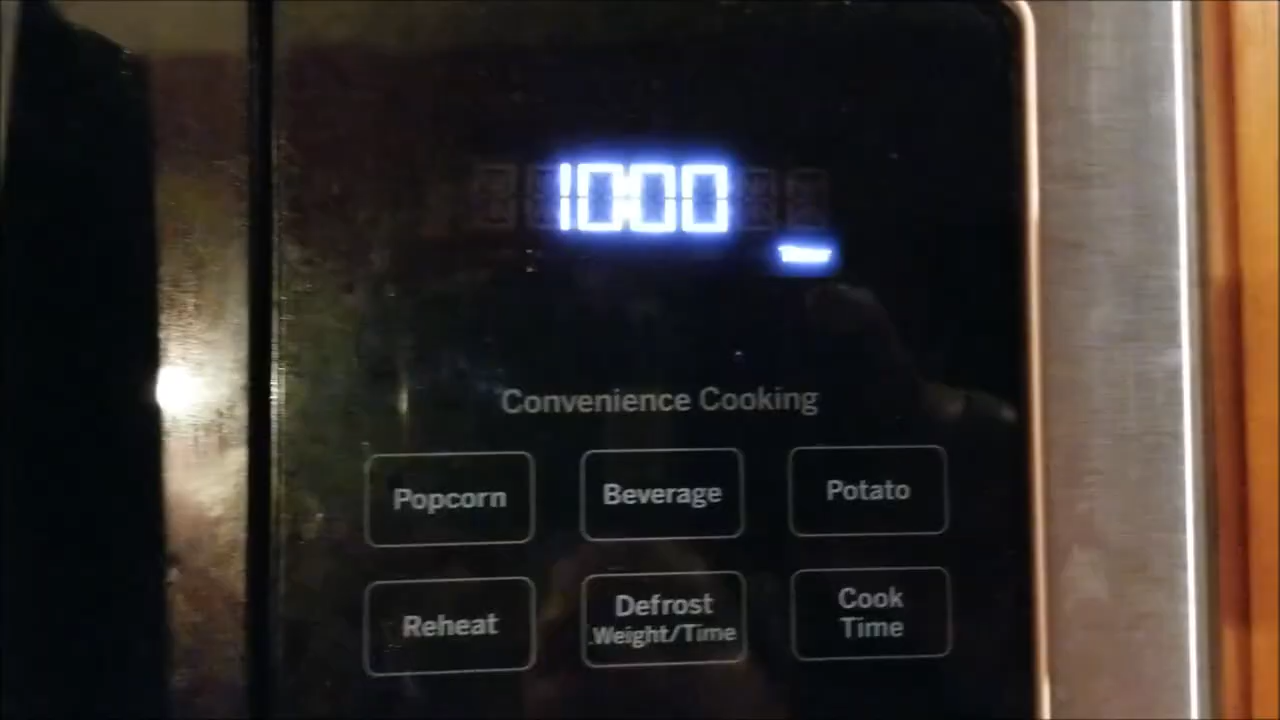 10:00
Convenience Cooking
Popcorn
Beverage
Potato
Reheat
Defrost
Weight/Time
Cook
Time